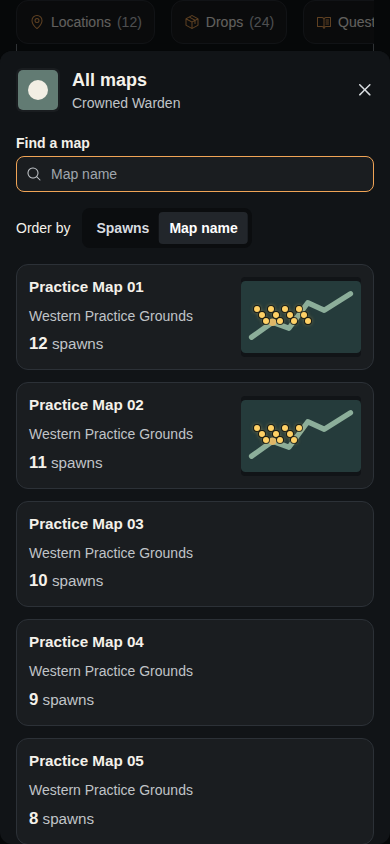 Locations (12)
Drops (24)
Quest
All maps
Crowned Warden
Find a map
Map name
Order by
Spawns
Map name
Practice Map 01
Western Practice Grounds
12 spawns
Practice Map 02
Western Practice Grounds
11 spawns
Practice Map 03
Western Practice Grounds
10 spawns
Practice Map 04
Western Practice Grounds
9 spawns
Practice Map 05
Western Practice Grounds
8 spawns